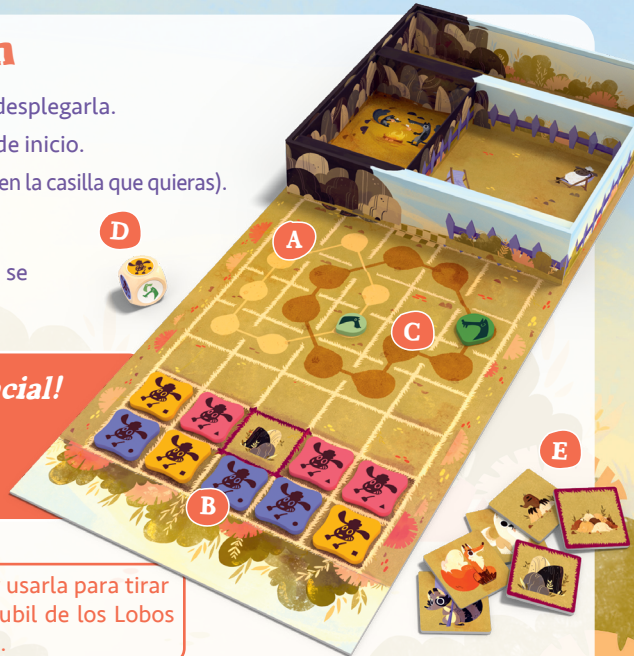 n
desplegarla.
de inicio.
en la casilla que quieras).
D
A
se
C
cial!
E
B
usarla para tirar
ubil de los Lobos
.